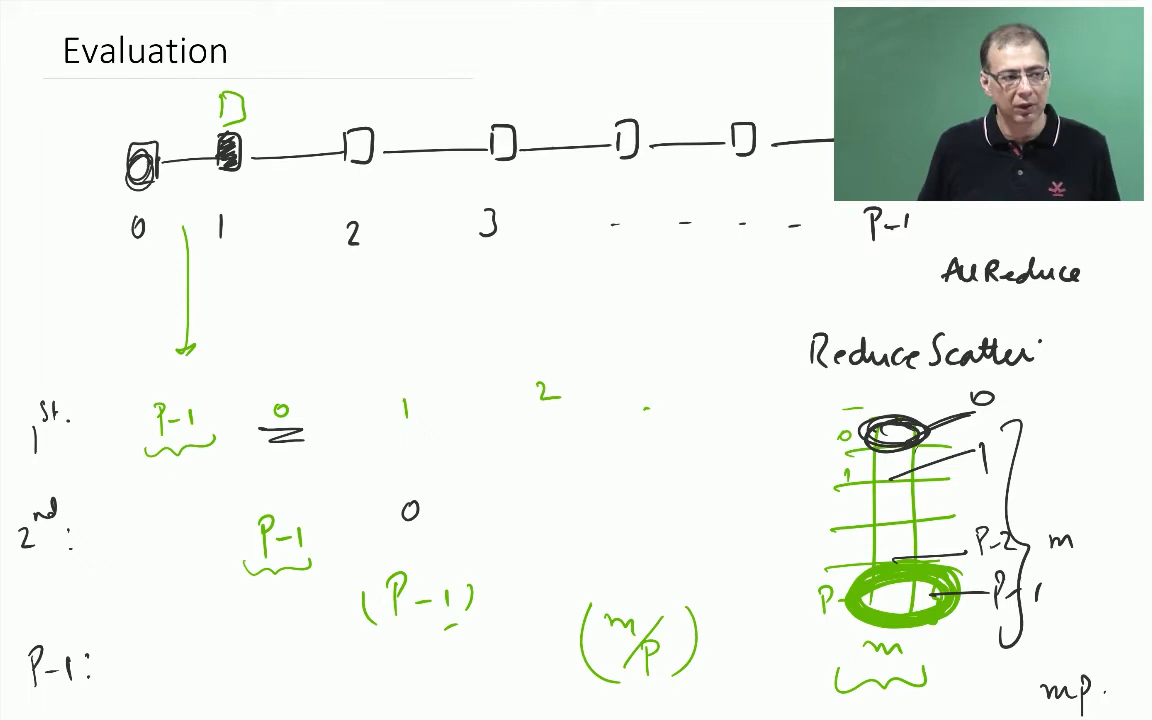 Evaluation
0 1 2 3 - - - - P-1
AllReduce
ReduceScatter
1st. P-1 0 1 2 .
0
0
1 1
2nd: P-1 0
P-2 m
(P-1) P-1
(m/P) m
P-1:
mP.